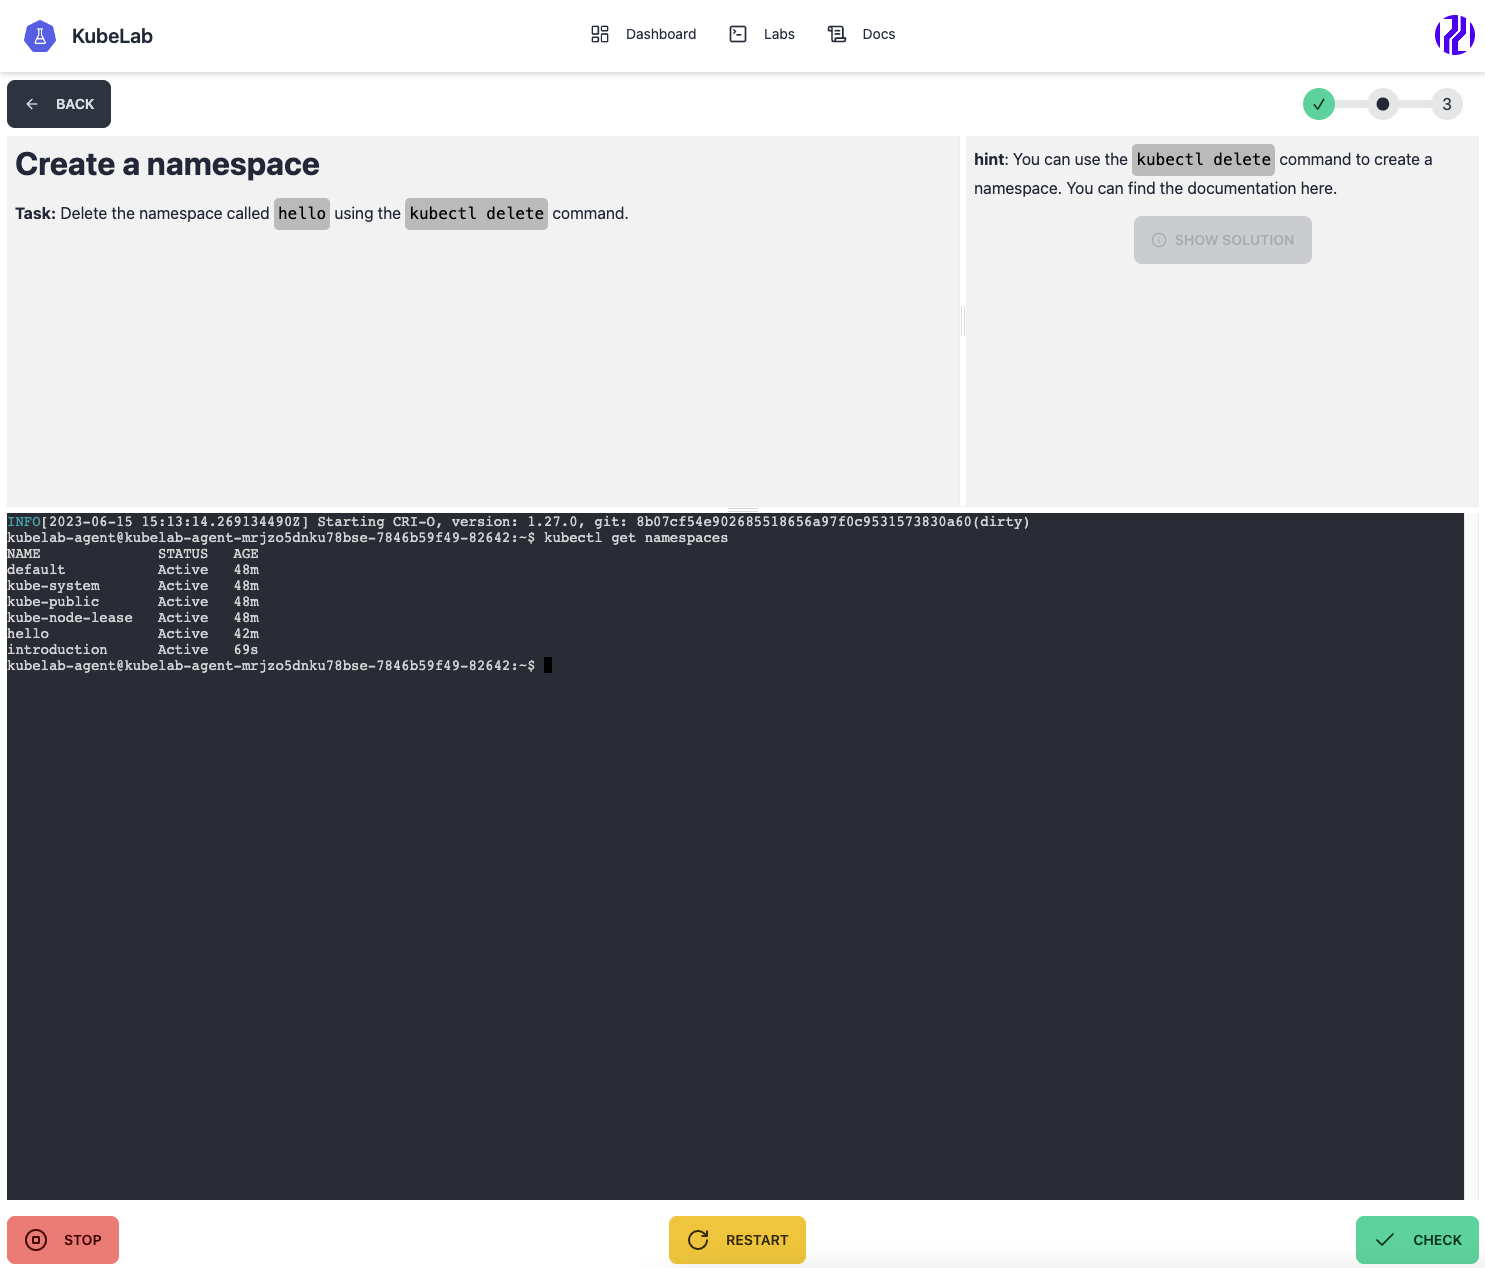 KubeLab
Dashboard
Labs
Docs
BACK
3
Create a namespace
Task: Delete the namespace called hello using the kubectl delete command.
hint: You can use the kubectl delete command to create a
namespace. You can find the documentation here.
SHOW SOLUTION
INFO[2023-06-15 15:13:14.269134490Z] Starting CRI-O, version: 1.27.0, git: 8b07cf54e902685518656a97f0c9531573830a60(dirty)
kubelab-agent@kubelab-agent-mrjzo5dnku78bse-7846b59f49-82642:~$ kubectl get namespaces
NAME STATUS AGE
default Active 48m
kube-system Active 48m
kube-public Active 48m
kube-node-lease Active 48m
hello Active 42m
introduction Active 69s
kubelab-agent@kubelab-agent-mrjzo5dnku78bse-7846b59f49-82642:~$
STOP
RESTART
CHECK